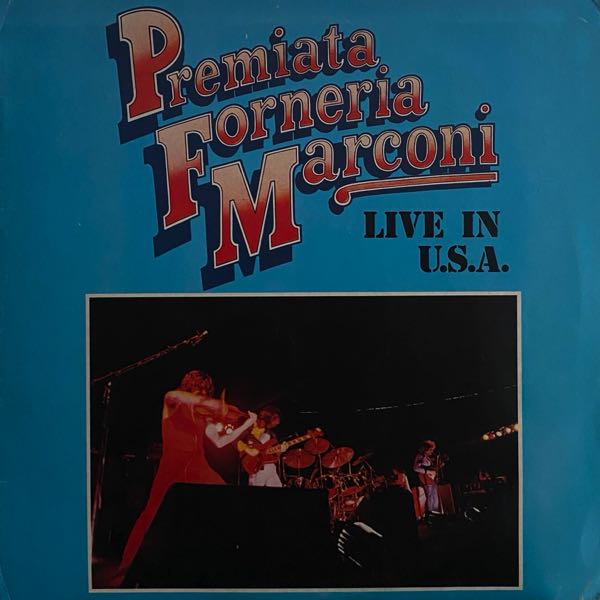 Premiata
Forneria
Marconi
LIVE IN
U.S.A.